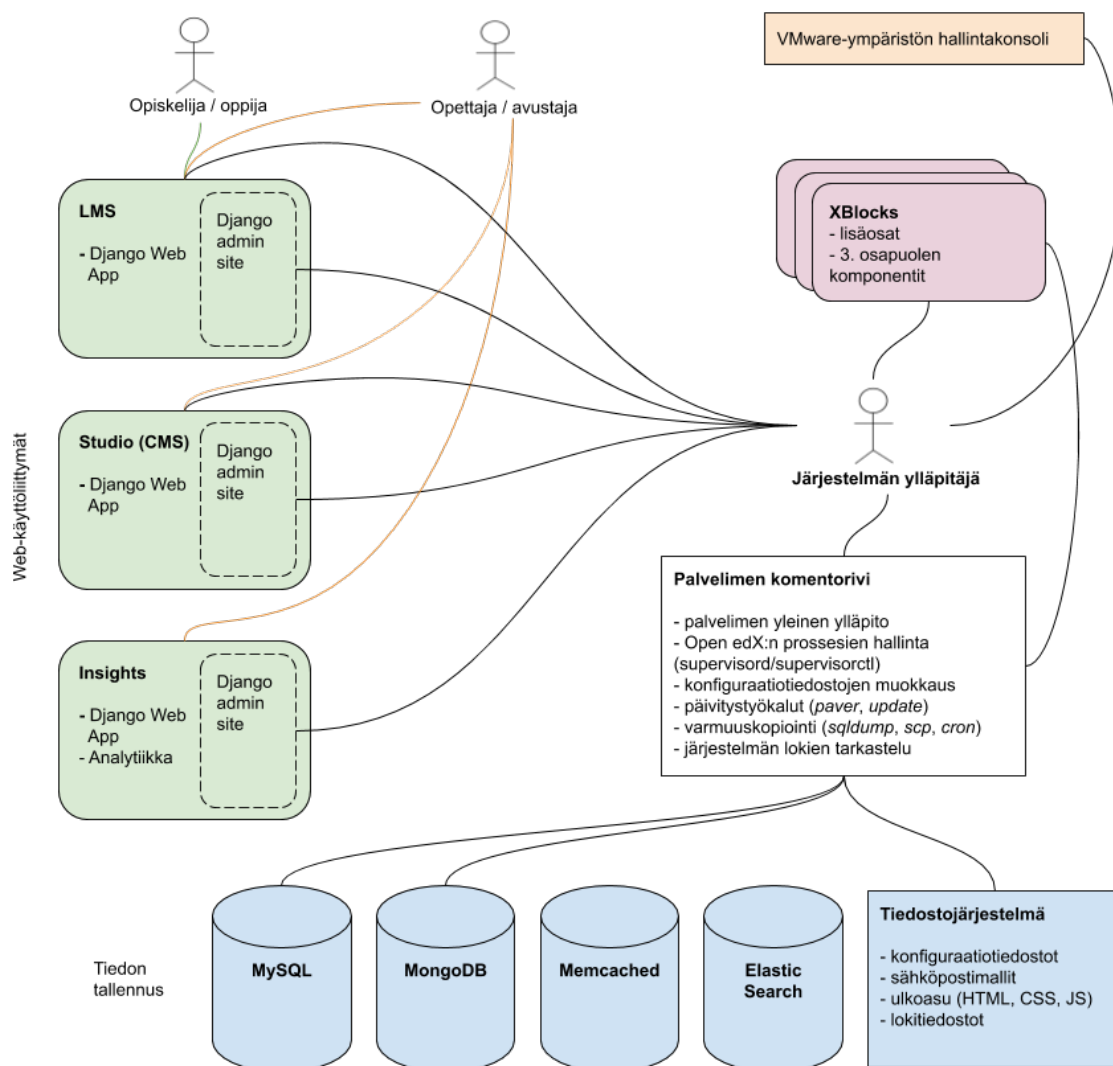 VMware-ympäristön hallintakonsoli
Opiskelija / oppija
Opettaja / avustaja
LMS
- Django Web
App
Django
admin
site
XBlocks
- lisäosat
- 3. osapuolen
komponentit
Studio (CMS)
- Django Web
App
Django
admin
site
Järjestelmän ylläpitäjä
Web-käyttöliittymät
Palvelimen komentorivi
- palvelimen yleinen ylläpito
- Open edX:n prossesien hallinta
(supervisord/supervisorctl)
- konfiguraatiotiedostojen muokkaus
- päivitystyökalut (paver, update)
- varmuuskopiointi (sqldump, scp, cron)
- järjestelmän lokien tarkastelu
Insights
- Django Web
App
- Analytiikka
Django
admin
site
Tiedon
tallennus
MySQL
MongoDB
Memcached
Elastic
Search
Tiedostojärjestelmä
- konfiguraatiotiedostot
- sähköpostimallit
- ulkoasu (HTML, CSS, JS)
- lokitiedostot